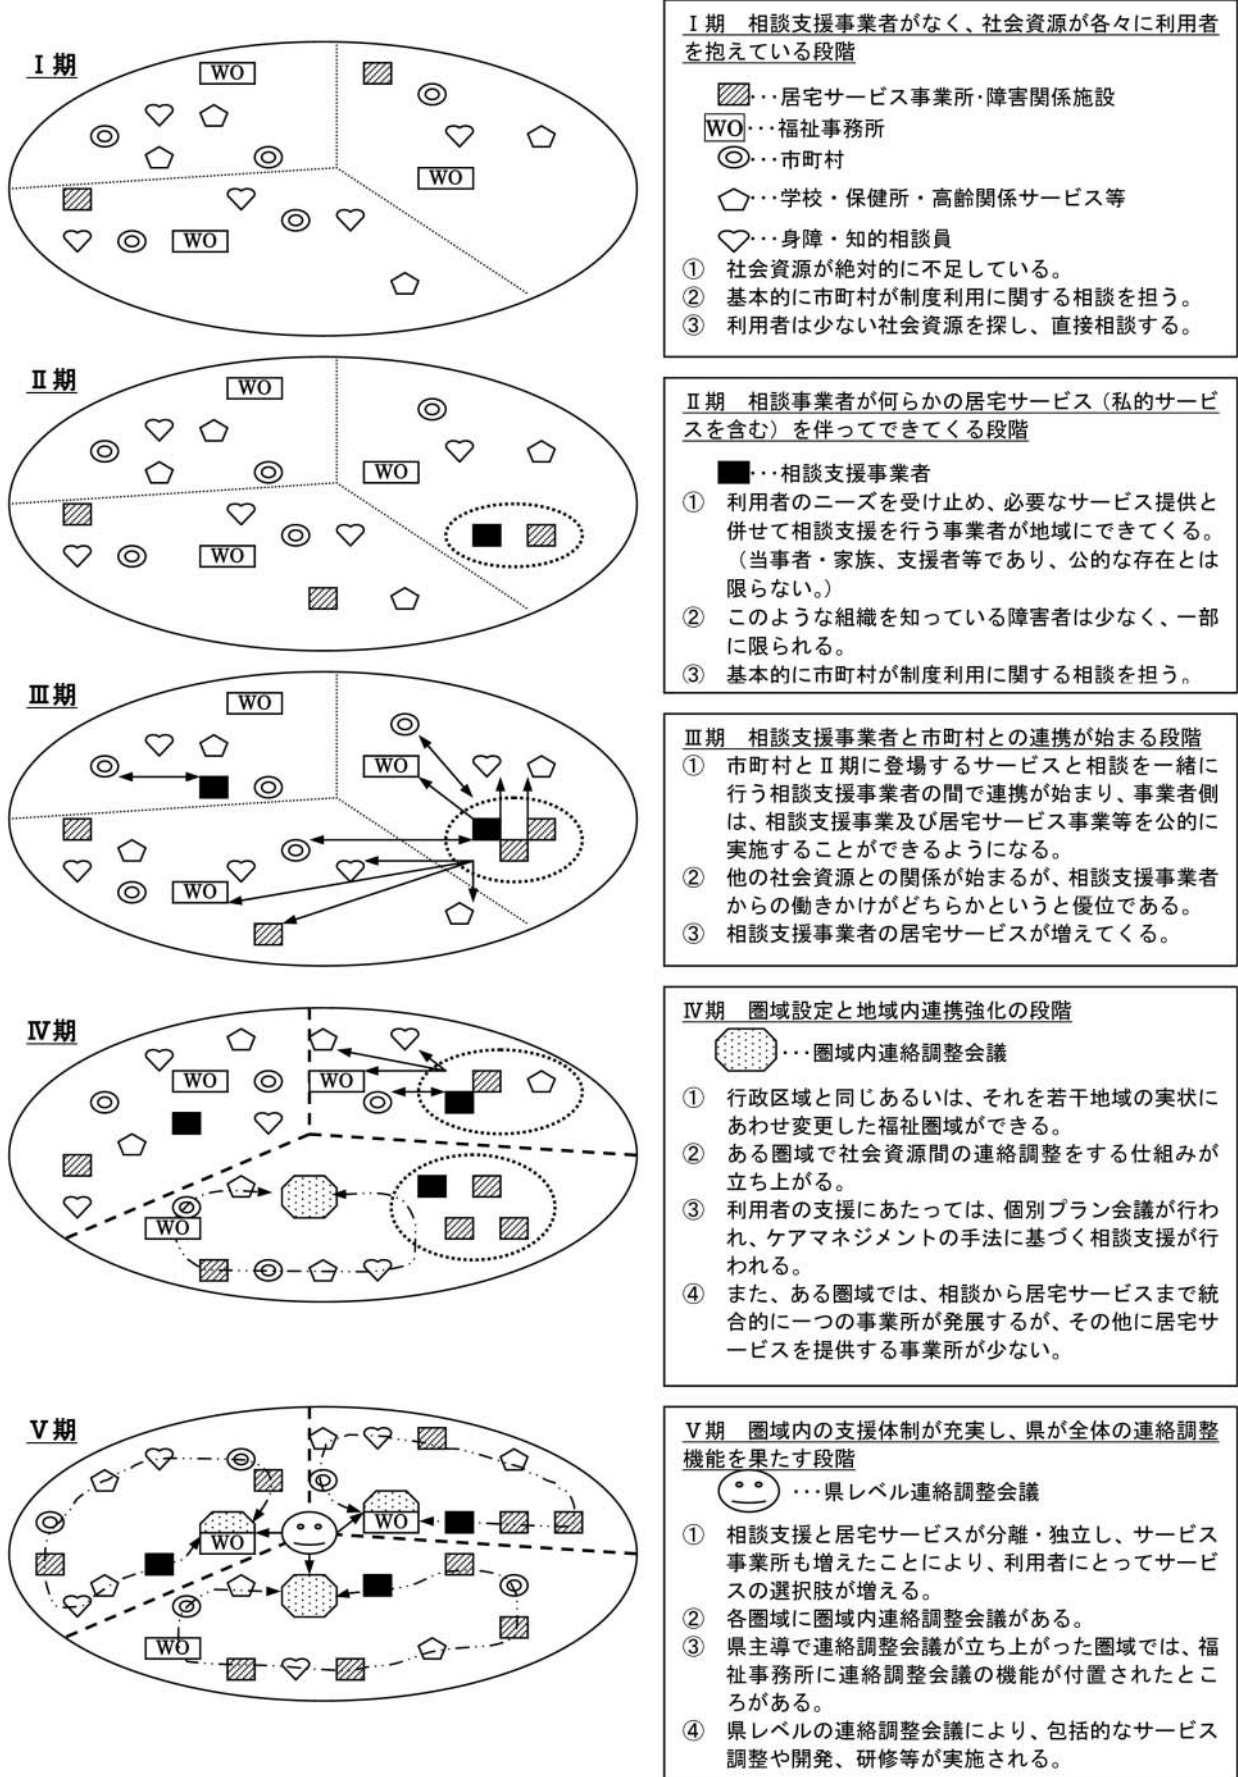 Ⅰ期
WO
WO
WO
Ⅰ期　相談支援事業者がなく、社会資源が各々に利用者
を抱えている段階
･･･居宅サービス事業所･障害関係施設
WO･･･福祉事務所
･･･市町村
･･･学校・保健所・高齢関係サービス等
･･･身障・知的相談員
①　社会資源が絶対的に不足している。
②　基本的に市町村が制度利用に関する相談を担う。
③　利用者は少ない社会資源を探し、直接相談する。
Ⅱ期
WO
WO
WO
Ⅱ期　相談事業者が何らかの居宅サービス（私的サービ
スを含む）を伴ってできてくる段階
･･･相談支援事業者
①　利用者のニーズを受け止め、必要なサービス提供と
併せて相談支援を行う事業者が地域にできてくる。
（当事者・家族、支援者等であり、公的な存在とは
限らない。）
②　このような組織を知っている障害者は少なく、一部
に限られる。
③　基本的に市町村が制度利用に関する相談を担う。
Ⅲ期
WO
WO
WO
Ⅲ期　相談支援事業者と市町村との連携が始まる段階
①　市町村とⅡ期に登場するサービスと相談を一緒に
行う相談支援事業者の間で連携が始まり、事業者側
は、相談支援事業及び居宅サービス事業等を公的に
実施することができるようになる。
②　他の社会資源との関係が始まるが、相談支援事業者
からの働きかけがどちらかというと優位である。
③　相談支援事業者の居宅サービスが増えてくる。
Ⅳ期
WO
WO
WO
Ⅳ期　圏域設定と地域内連携強化の段階
･･･圏域内連絡調整会議
①　行政区域と同じあるいは、それを若干地域の実状に
あわせ変更した福祉圏域ができる。
②　ある圏域で社会資源間の連絡調整をする仕組みが
立ち上がる。
③　利用者の支援にあたっては、個別プラン会議が行わ
れ、ケアマネジメントの手法に基づく相談支援が行
われる。
④　また、ある圏域では、相談から居宅サービスまで統
合的に一つの事業所が発展するが、その他に居宅サ
ービスを提供する事業所が少ない。
Ⅴ期
WO
WO
WO
Ⅴ期　圏域内の支援体制が充実し、県が全体の連絡調整
機能を果たす段階
･･･県レベル連絡調整会議
①　相談支援と居宅サービスが分離・独立し、サービス
事業所も増えたことにより、利用者にとってサービ
スの選択肢が増える。
②　各圏域に圏域内連絡調整会議がある。
③　県主導で連絡調整会議が立ち上がった圏域では、福
祉事務所に連絡調整会議の機能が付置されたとこ
ろがある。
④　県レベルの連絡調整会議により、包括的なサービス
調整や開発、研修等が実施される。